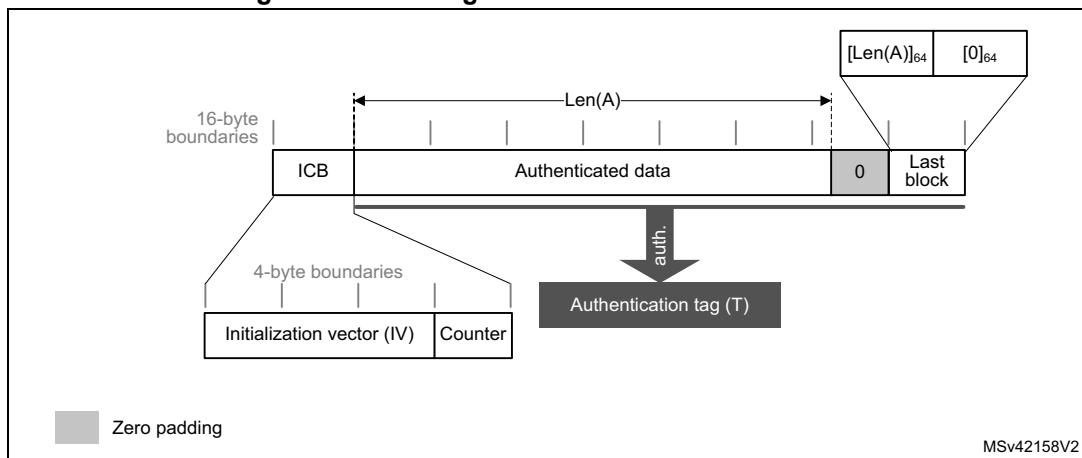 [Len(A)]64 [0]64
Len(A)
16-byte
boundaries
ICB
Authenticated data
0
Last
block
auth.
4-byte boundaries
Authentication tag (T)
Initialization vector (IV)
Counter
Zero padding
MSv42158V2